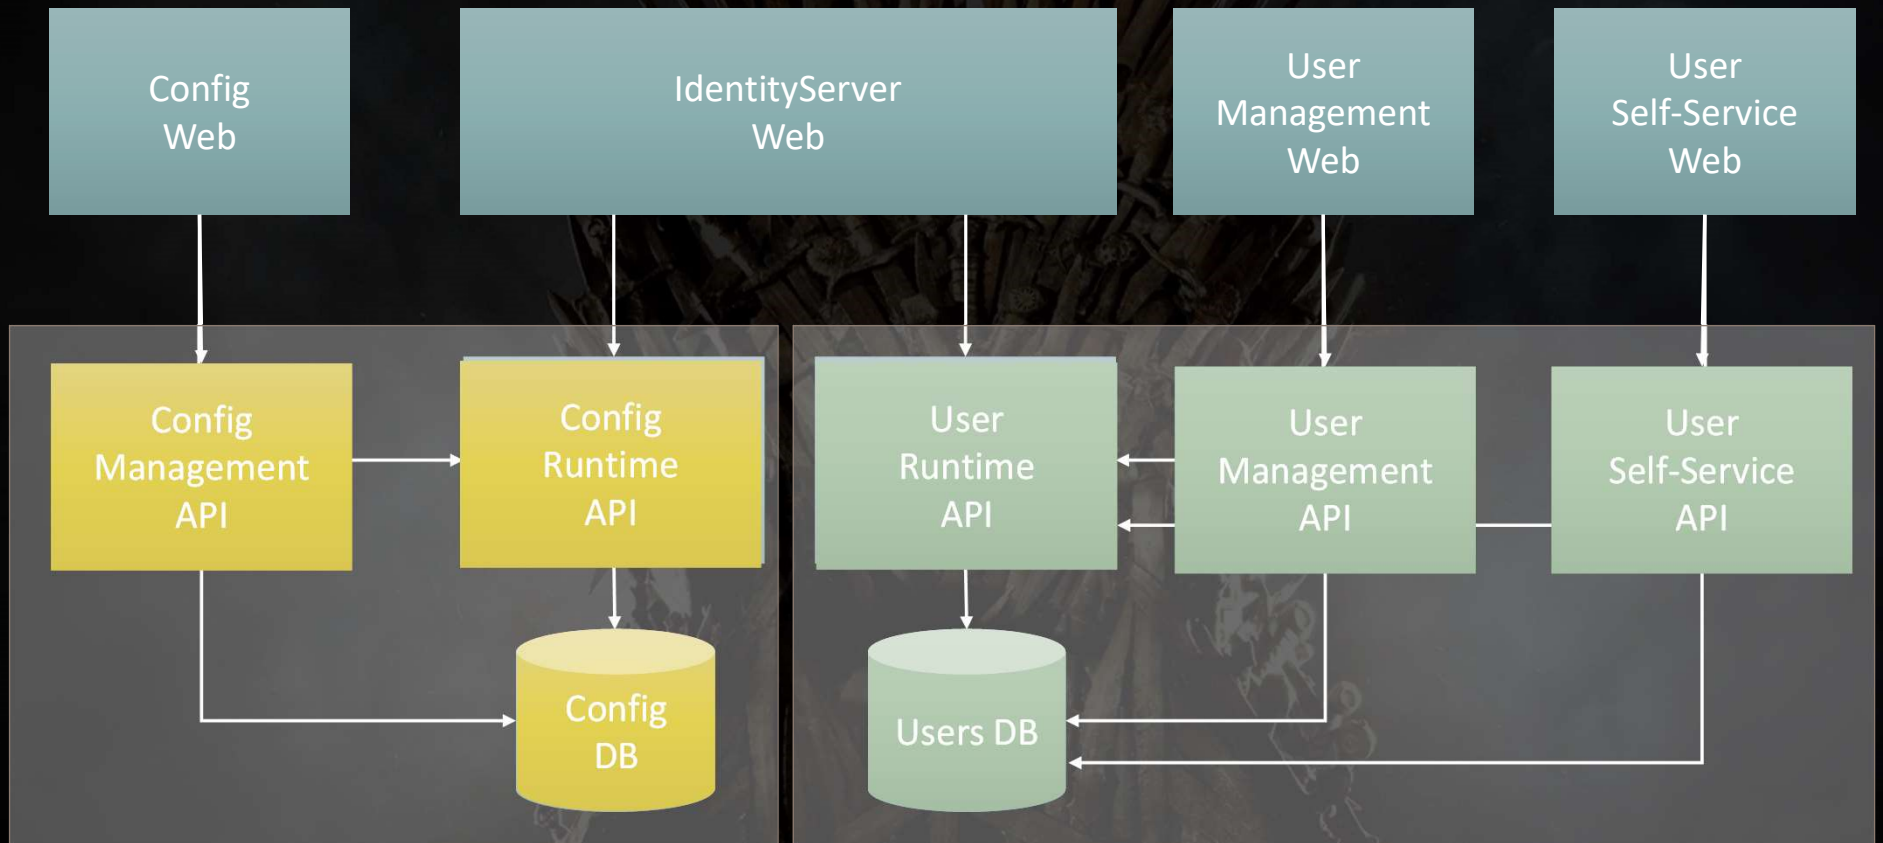 Config
Web
IdentityServer
Web
User
Management
Web
User
Self-Service
Web
Config
Management
API
Config
Runtime
API
User
Runtime
API
User
Management
API
User
Self-Service
API
Config
DB
Users DB